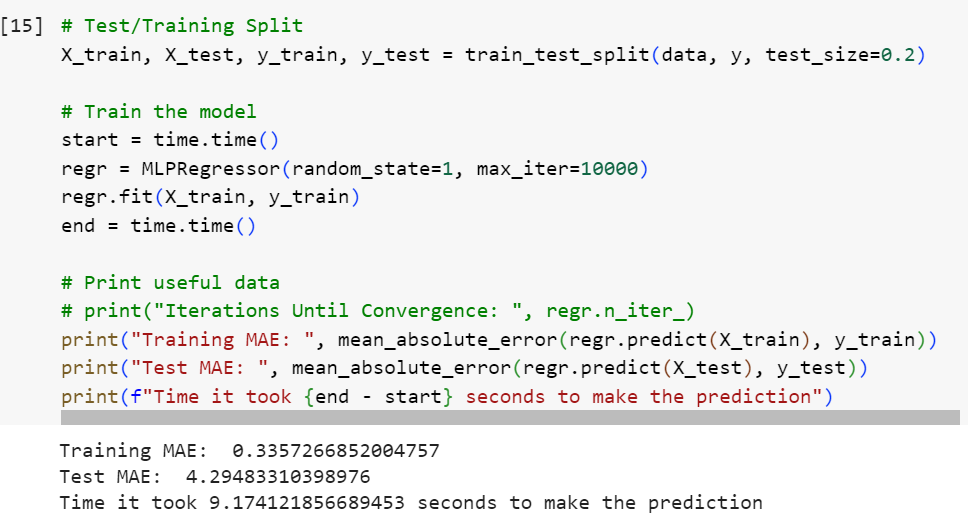 [15] # Test/Training Split
X_train, X_test, y_train, y_test = train_test_split(data, y, test_size=0.2)
# Train the model
start = time.time()
regr = MLPRegressor(random_state=1, max_iter=10000)
regr.fit(X_train, y_train)
end = time.time()
# Print useful data
# print("Iterations Until Convergence: ", regr.n_iter_)
print("Training MAE: ", mean_absolute_error(regr.predict(X_train), y_train))
print("Test MAE: ", mean_absolute_error(regr.predict(X_test), y_test))
print(f"Time it took {end - start} seconds to make the prediction")
Training MAE:  0.3357266852004757
Test MAE:  4.29483310398976
Time it took 9.174121856689453 seconds to make the prediction